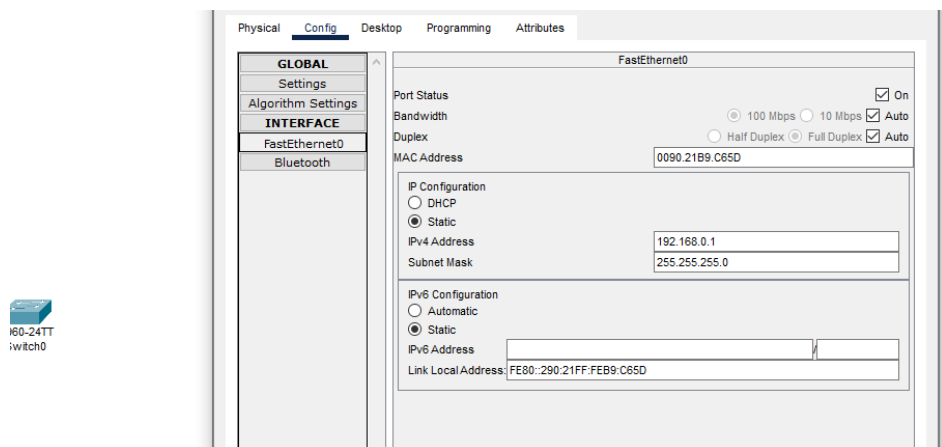 Physical Config Desktop Programming Attributes
GLOBAL
Settings
Algorithm Settings
INTERFACE
FastEthernet0
Bluetooth
FastEthernet0
Port Status On
Bandwidth 100 Mbps 10 Mbps Auto
Duplex Half Duplex Full Duplex Auto
MAC Address 0090.21B9.C65D
IP Configuration
DHCP
Static
IPv4 Address 192.168.0.1
Subnet Mask 255.255.255.0
IPv6 Configuration
Automatic
Static
IPv6 Address /
Link Local Address: FE80::290:21FF:FEB9:C65D
60-24TT
witch0